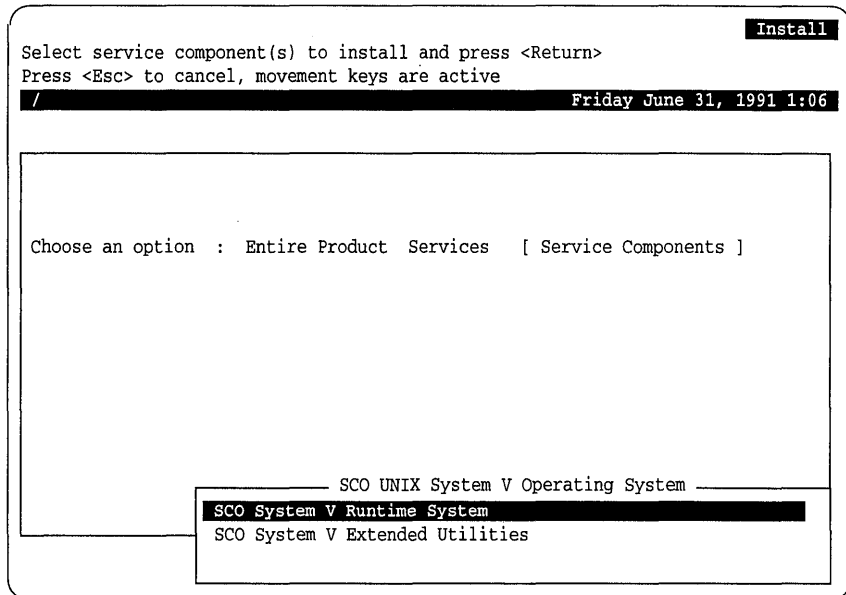 Install
Select service component(s) to install and press <Return>
Press <Esc> to cancel, movement keys are active
/ Friday June 31, 1991 1:06
Choose an option : Entire Product Services [ Service Components ]
SCO UNIX System V Operating System
SCO System V Runtime System
SCO System V Extended Utilities